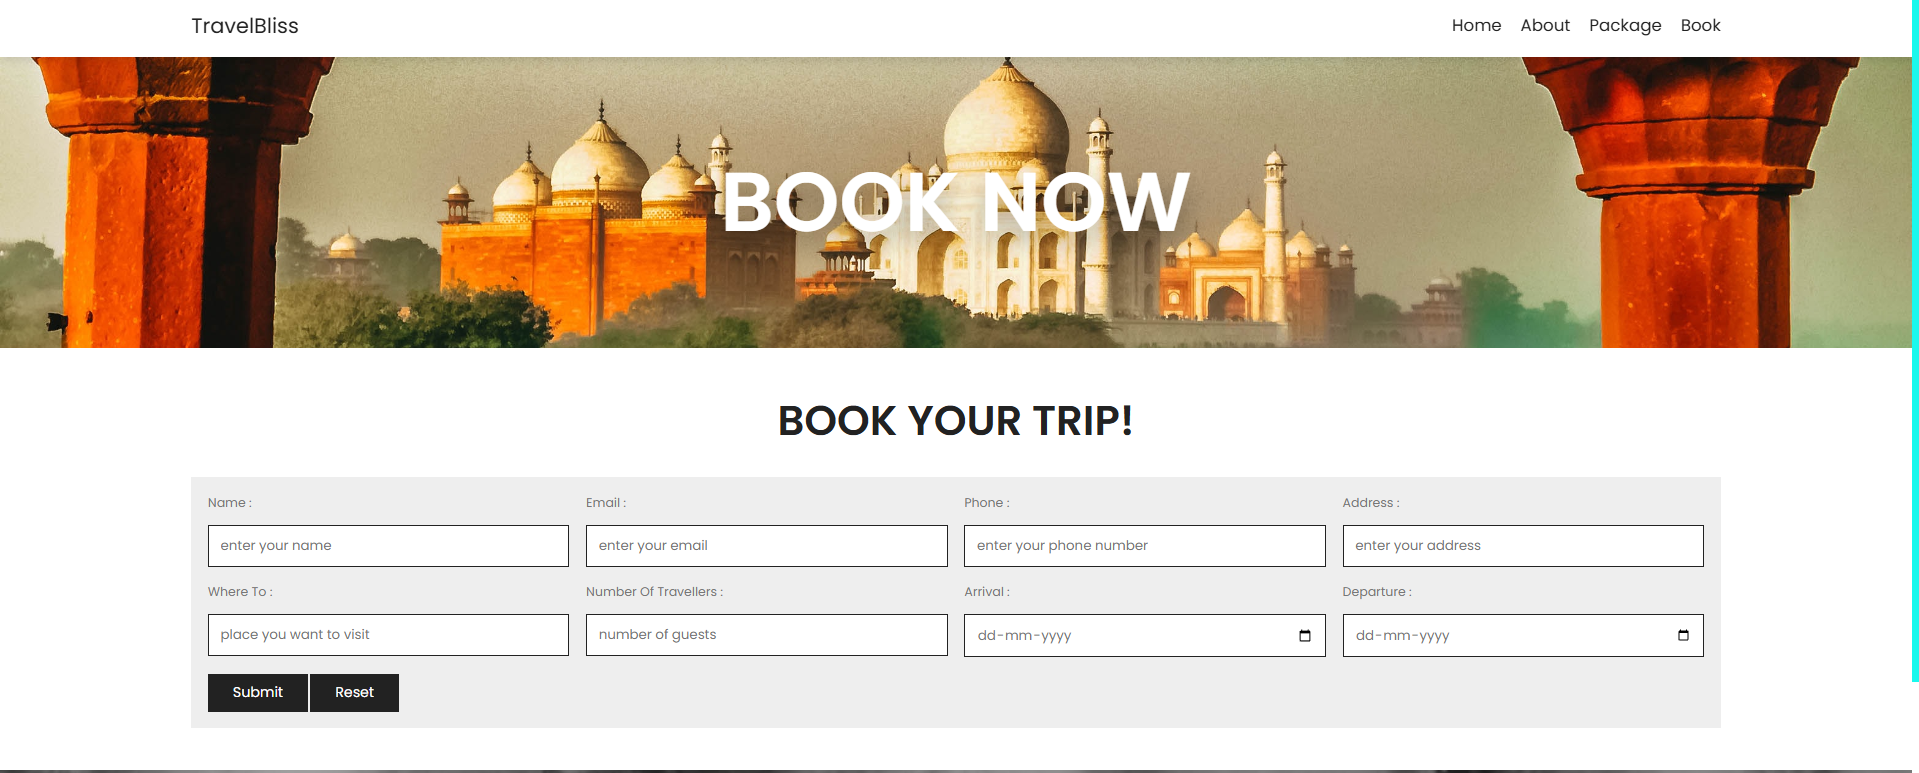 TravelBliss
Home About Package Book
BOOK NOW
BOOK YOUR TRIP!
Name : Email : Phone : Address :
enter your name enter your email enter your phone number enter your address
Where To : Number Of Travellers : Arrival : Departure :
place you want to visit number of guests dd-mm-yyyy dd-mm-yyyy
Submit Reset